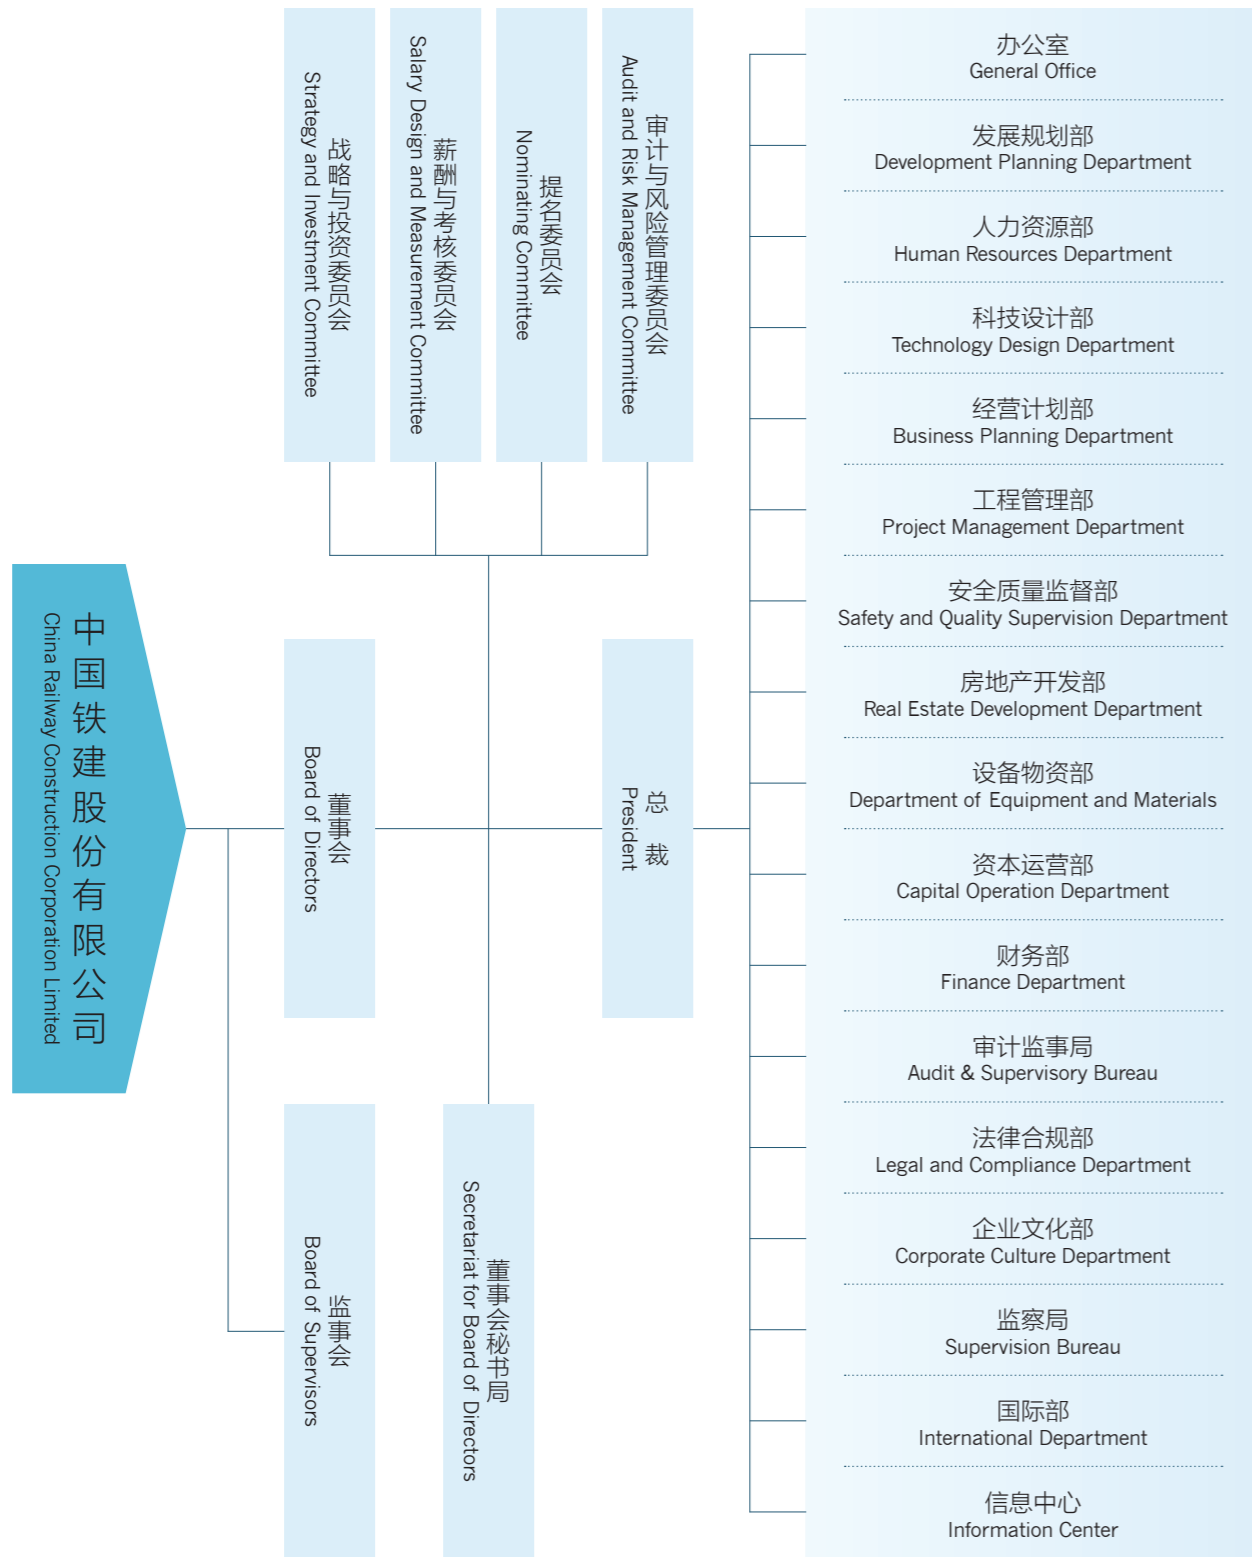 中国铁建股份有限公司
China Railway Construction Corporation Limited
战略与投资委员会
Strategy and Investment Committee
薪酬与考核委员会
Salary Design and Measurement Committee
提名委员会
Nominating Committee
审计与风险管理委员会
Audit and Risk Management Committee
董事会
Board of Directors
总 裁
President
监事会
Board of Supervisors
董事会秘书局
Secretariat for Board of Directors
办公室
General Office
发展规划部
Development Planning Department
人力资源部
Human Resources Department
科技设计部
Technology Design Department
经营计划部
Business Planning Department
工程管理部
Project Management Department
安全质量监督部
Safety and Quality Supervision Department
房地产开发部
Real Estate Development Department
设备物资部
Department of Equipment and Materials
资本运营部
Capital Operation Department
财务部
Finance Department
审计监事局
Audit & Supervisory Bureau
法律合规部
Legal and Compliance Department
企业文化部
Corporate Culture Department
监察局
Supervision Bureau
国际部
International Department
信息中心
Information Center